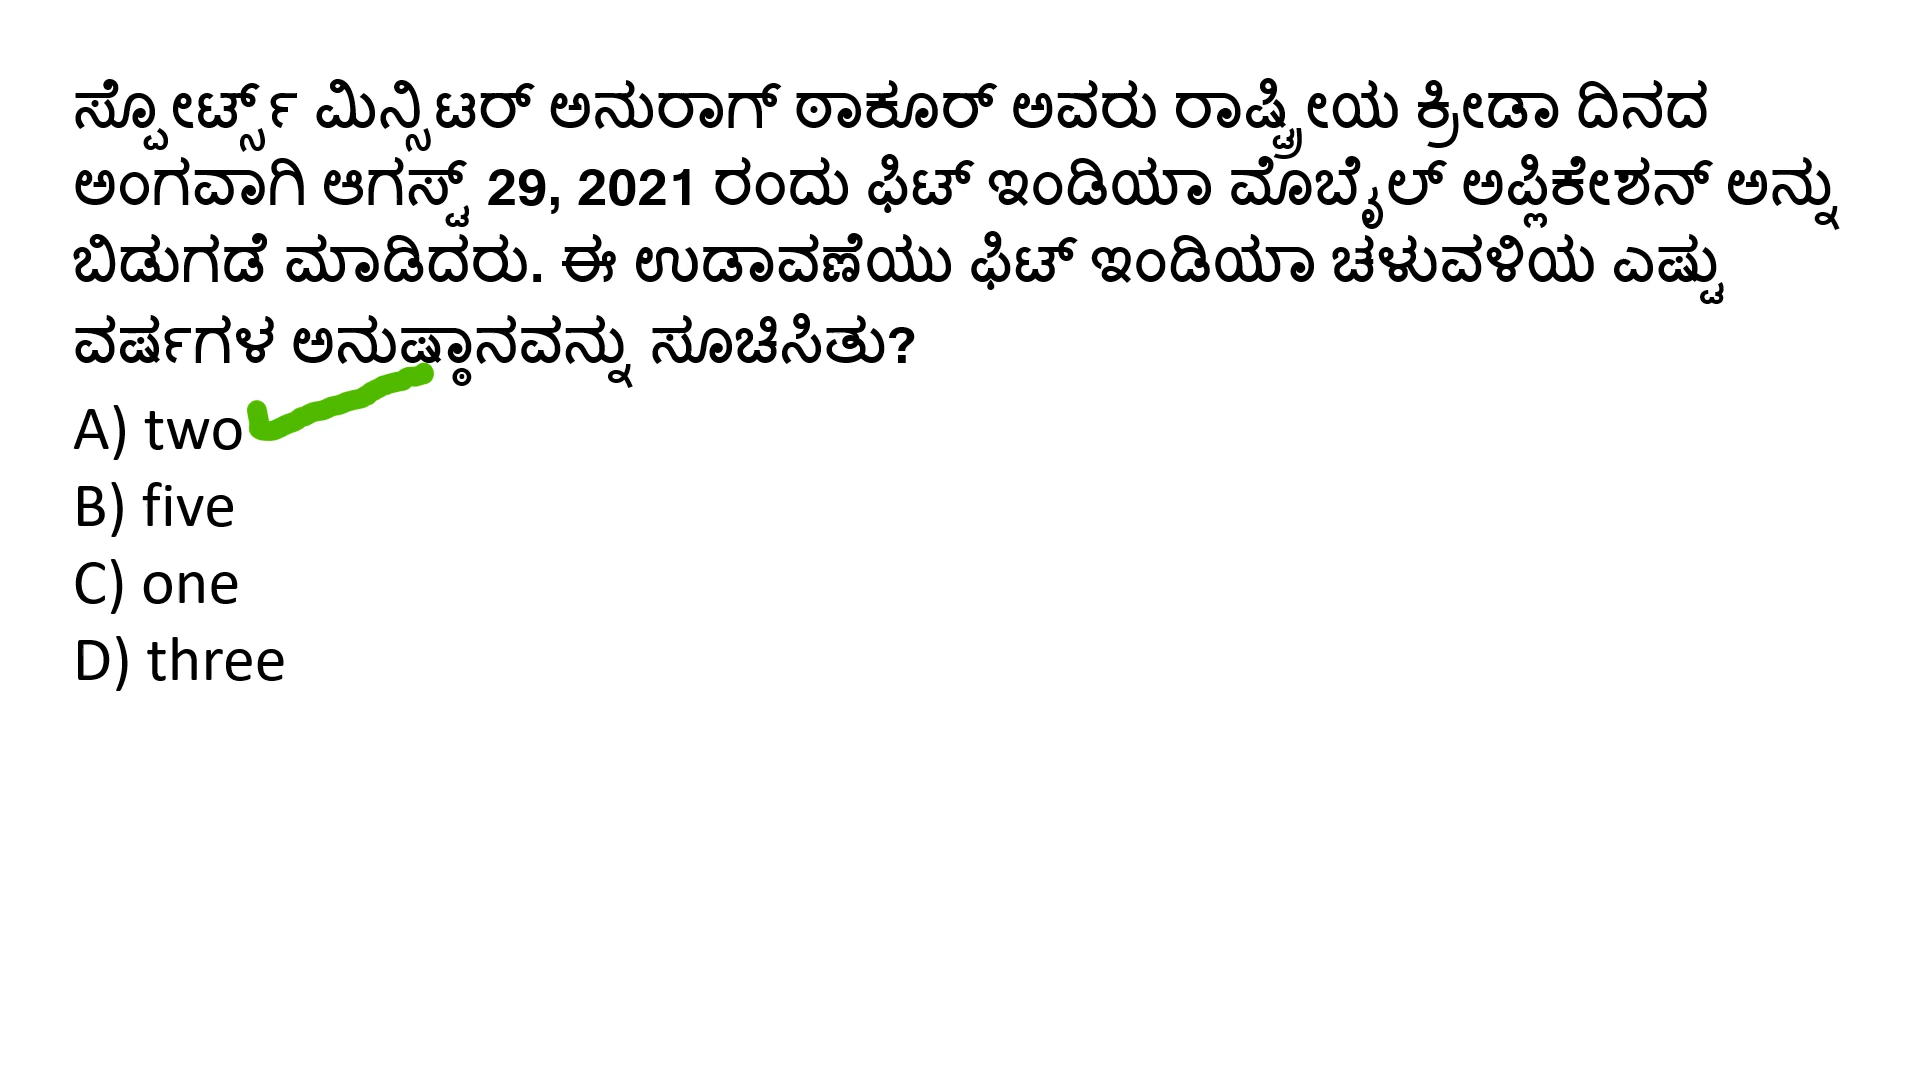 ಸ್ಪೋರ್ಟ್ಸ್ ಮಿನ್ಸಿಟರ್ ಅನುರಾಗ್ ಠಾಕೂರ್ ಅವರು ರಾಷ್ಟ್ರೀಯ ಕ್ರೀಡಾ ದಿನದ
ಅಂಗವಾಗಿ ಆಗಸ್ಟ್ 29, 2021 ರಂದು ಫಿಟ್ ಇಂಡಿಯಾ ಮೊಬೈಲ್ ಅಪ್ಲಿಕೇಶನ್ ಅನ್ನು
ಬಿಡುಗಡೆ ಮಾಡಿದರು. ಈ ಉಡಾವಣೆಯು ಫಿಟ್ ಇಂಡಿಯಾ ಚಳುವಳಿಯ ಎಷ್ಟು
ವರ್ಷಗಳ ಅನುಷ್ಠಾನವನ್ನು ಸೂಚಿಸಿತು?
A) two
B) five
C) one
D) three